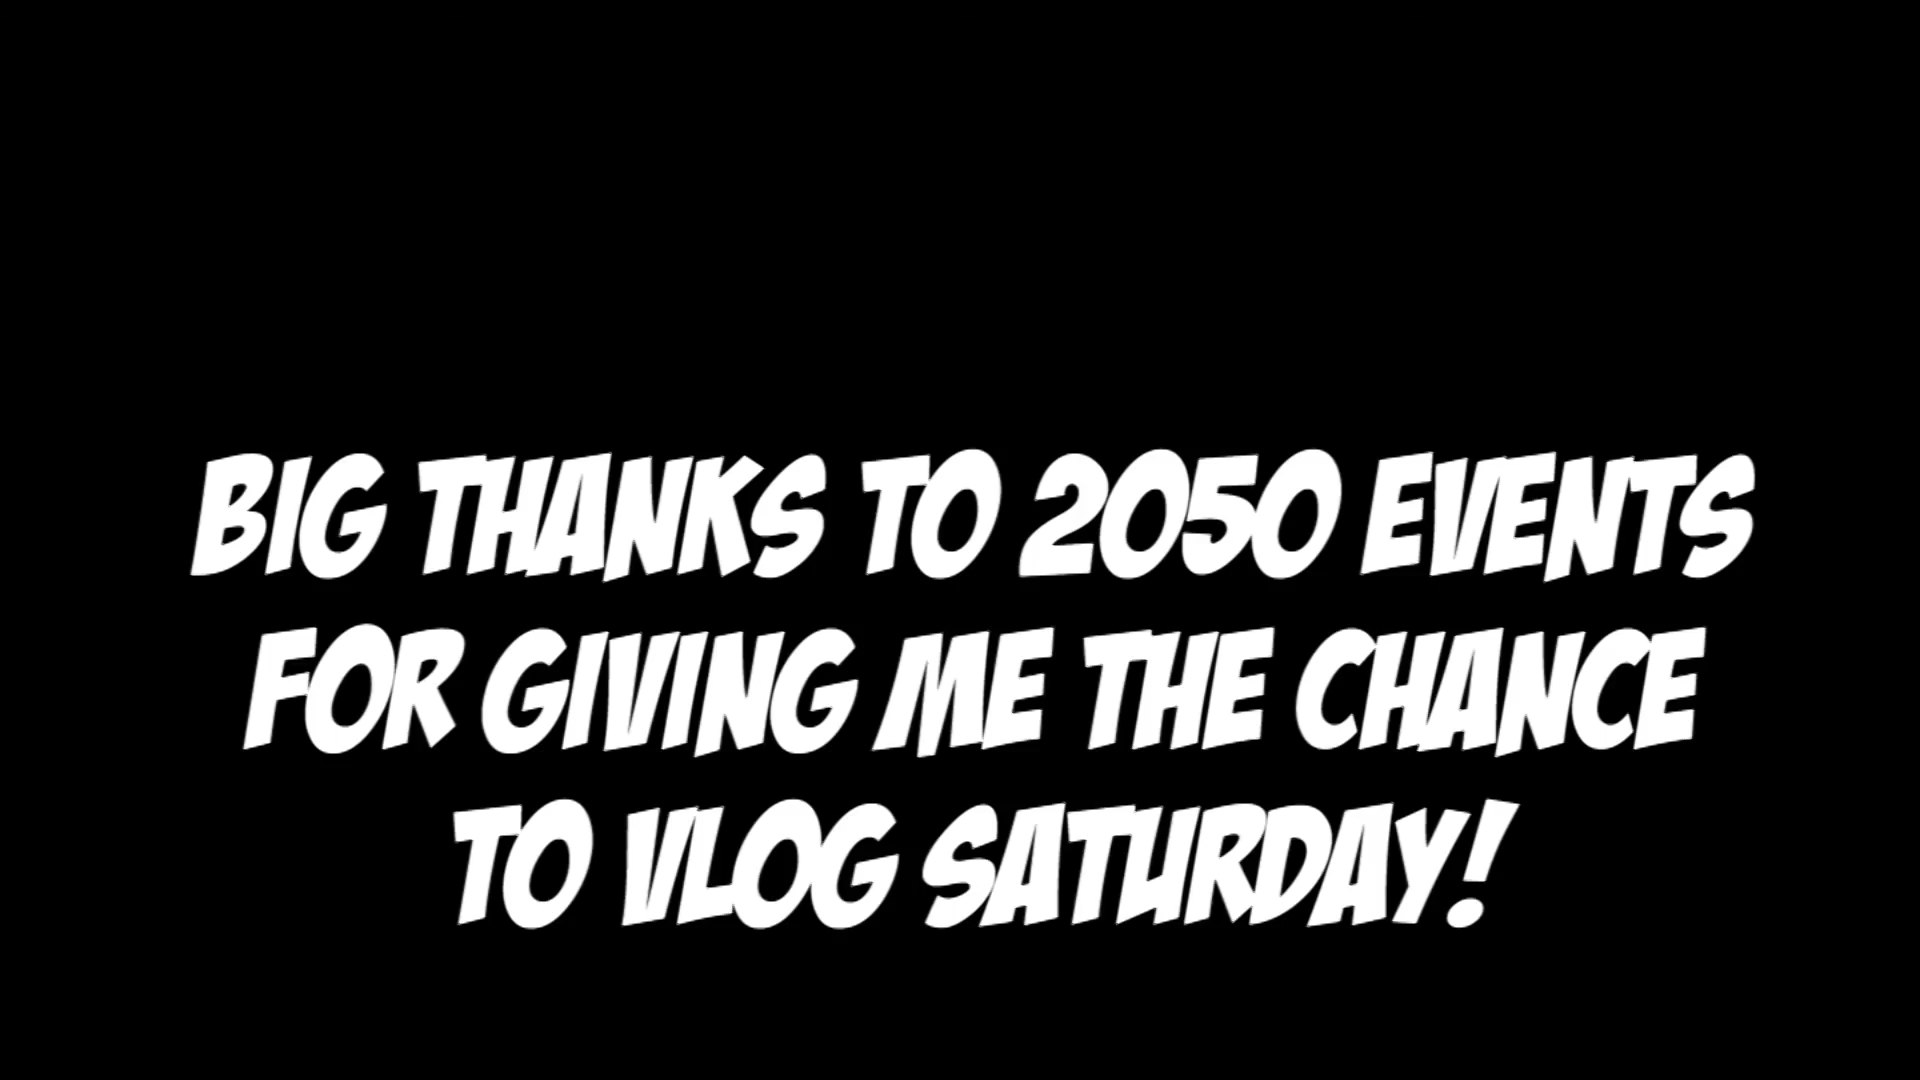 BIG THANKS TO 2050 EVENTS
FOR GIVING ME THE CHANCE
TO VLOG SATURDAY!